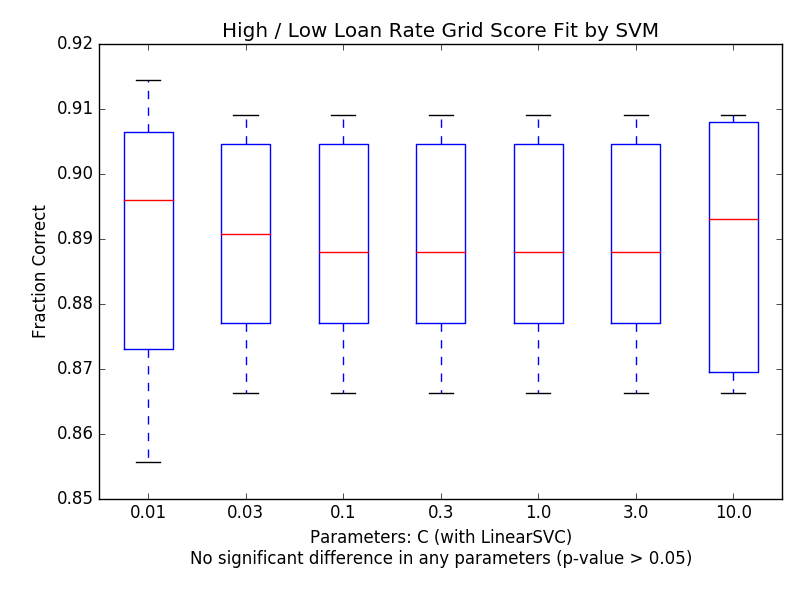 High / Low Loan Rate Grid Score Fit by SVM
0.92
0.91
0.90
0.89
0.88
0.87
0.86
0.85
Fraction Correct
0.01 0.03 0.1 0.3 1.0 3.0 10.0
Parameters: C (with LinearSVC)
No significant difference in any parameters (p-value > 0.05)